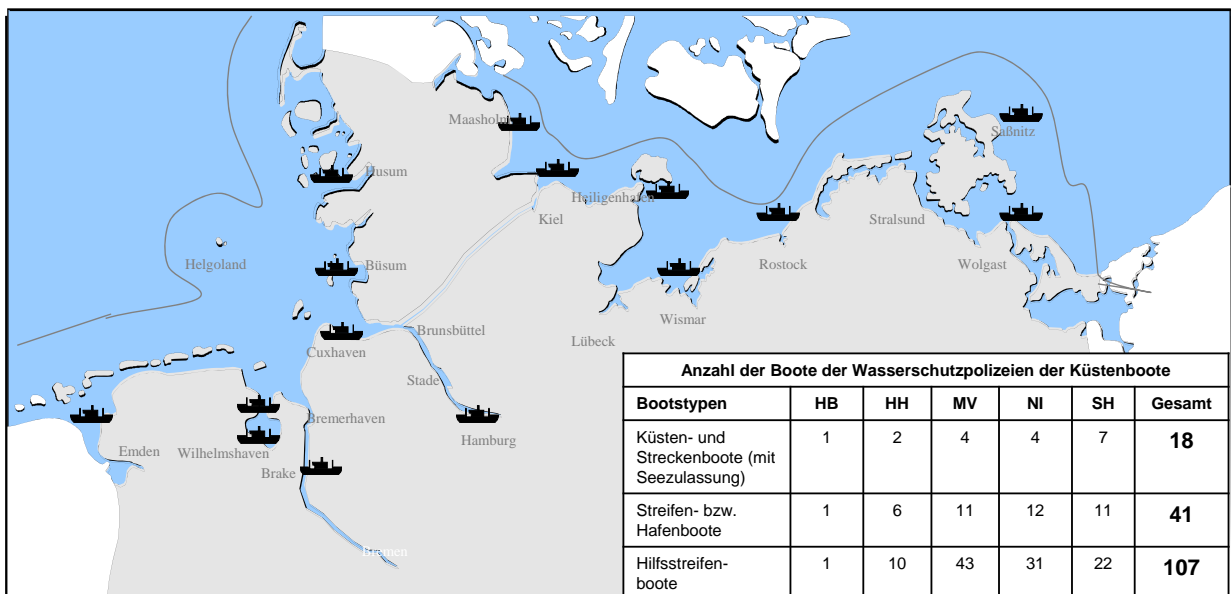 Maasholm
Saßnitz
Husum
Heiligenhafen
Kiel
Stralsund
Helgoland
Büsum
Rostock
Wolgast
Wismar
Brunsbüttel
Lübeck
Cuxhaven
Stade
Bremerhaven
Hamburg
Emden
Wilhelmshaven
Brake
Bremen
Anzahl der Boote der Wasserschutzpolizeien der Küstenboote
Bootstypen HB HH MV NI SH Gesamt
Küsten- und
Streckenboote (mit
Seezulassung) 1 2 4 4 7 18
Streifen- bzw.
Hafenboote 1 6 11 12 11 41
Hilfsstreifen-
boote 1 10 43 31 22 107